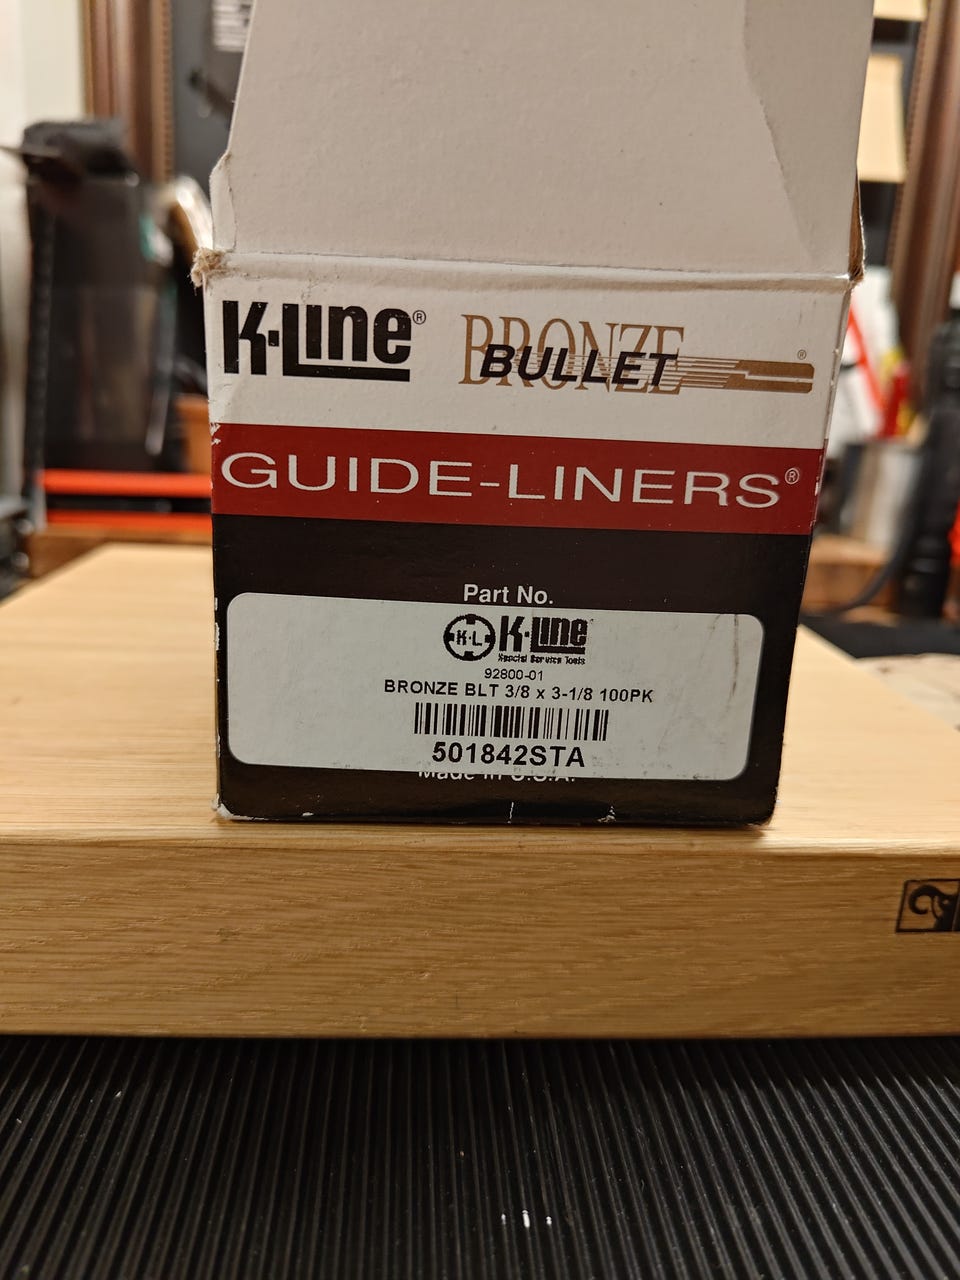 K-Line®
BRONZE
BULLET ®
GUIDE-LINERS®
Part No.
K-L K-Line
Special Service Tools
92800-01
BRONZE BLT 3/8 x 3-1/8 100PK
501842STA
Made in U.S.A.